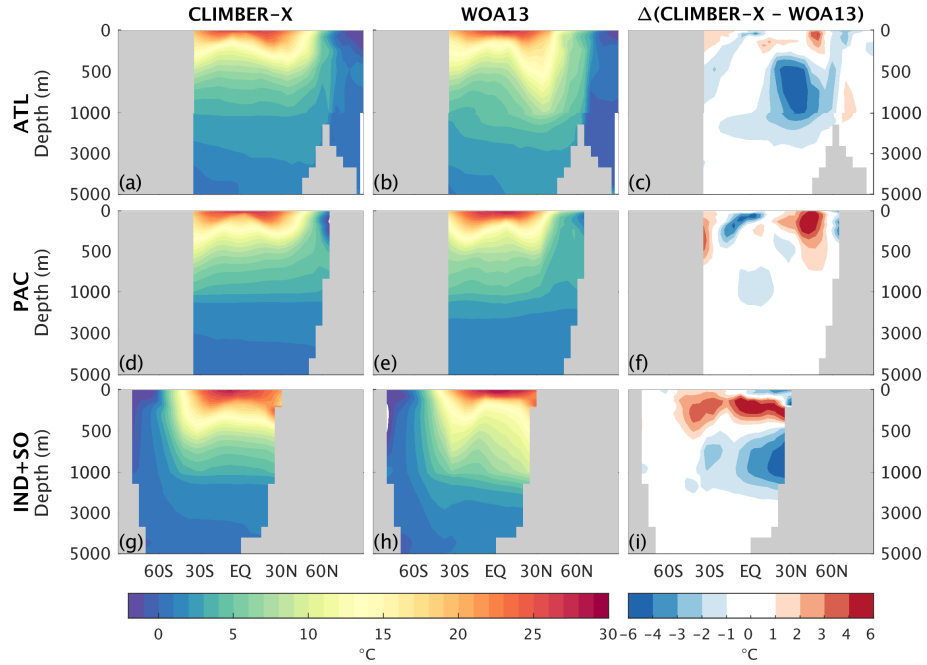 CLIMBER-X WOA13 Δ(CLIMBER-X - WOA13)
ATL
Depth (m)
0
500
1000
3000
5000
(a) (b) (c)
0
500
1000
3000
5000
PAC
Depth (m)
0
500
1000
3000
5000
(d) (e) (f)
0
500
1000
3000
5000
IND+SO
Depth (m)
0
500
1000
3000
5000
(g) (h) (i)
0
500
1000
3000
5000
60S 30S EQ 30N 60N 60S 30S EQ 30N 60N 60S 30S EQ 30N 60N
0 5 10 15 20 25 30
°C
-6 -4 -3 -2 -1 0 1 2 3 4 6
°C